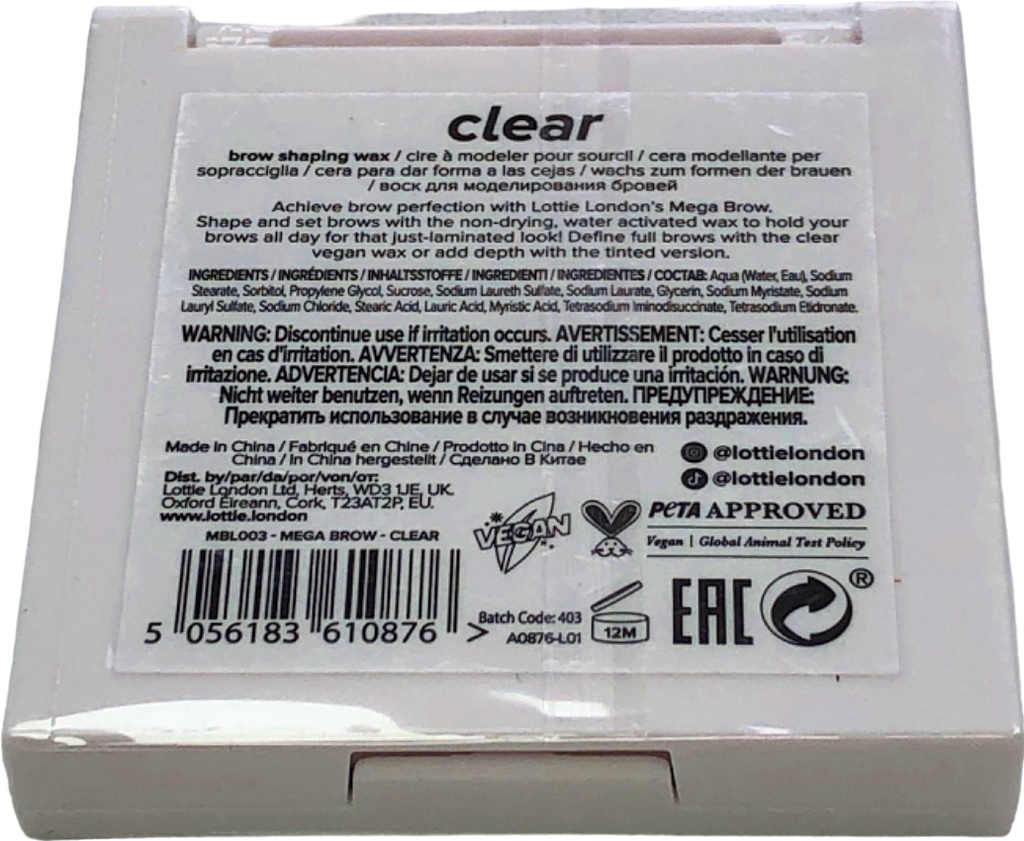 clear
brow shaping wax / cire à modeler pour sourcil / cera modellante per
sopracciglia / cera para dar forma a las cejas / wachs zum formen der brauen
/ воск для моделирования бровей
Achieve brow perfection with Lottie London's Mega Brow.
Shape and set brows with the non-drying, water activated wax to hold your
brows all day for that just-laminated look! Define full brows with the clear
vegan wax or add depth with the tinted version.
INGREDIENTS / INGRÉDIENTS / INHALTSSTOFFE / INGREDIENTI / INGREDIENTES / СОСТАВ: Aqua (Water, Eau), Sodium
Stearate, Sorbitol, Propylene Glycol, Sucrose, Sodium Laureth Sulfate, Sodium Laurate, Glycerin, Sodium Myristate, Sodium
Lauryl Sulfate, Sodium Chloride, Stearic Acid, Lauric Acid, Myristic Acid, Tetrasodium Iminodisuccinate, Tetrasodium Etidronate.
WARNING: Discontinue use if irritation occurs. AVERTISSEMENT: Cesser l'utilisation
en cas d'irritation. AVVERTENZA: Smettere di utilizzare il prodotto in caso di
irritazione. ADVERTENCIA: Dejar de usar si se produce una irritación. WARNUNG:
Nicht weiter benutzen, wenn Reizungen auftreten. ПРЕДУПРЕЖДЕНИЕ:
Прекратить использование в случае возникновения раздражения.
Made in China / Fabriqué en Chine / Prodotto in Cina / Hecho en
China / In China hergestellt / Сделано В Китае
@lottielondon
@lottielondon
Dist. by/par/da/por/von/от:
Lottie London Ltd, Herts, WD3 1JE, UK.
Oxford Eireann, Cork, T23AT2P, EU.
www.lottie.london
VEGAN
PETA APPROVED
Vegan | Global Animal Test Policy
MBL003 - MEGA BROW - CLEAR
5 056183 610876 >
Batch Code: 403
A0876-L01
12M
EAC
®